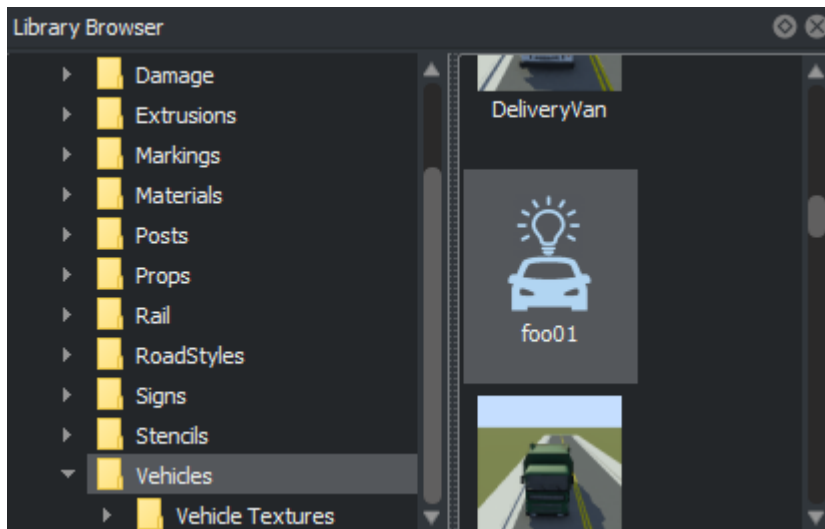 Library Browser
Damage
Extrusions
Markings
Materials
Posts
Props
Rail
RoadStyles
Signs
Stencils
Vehicles
Vehicle Textures
DeliveryVan
foo01